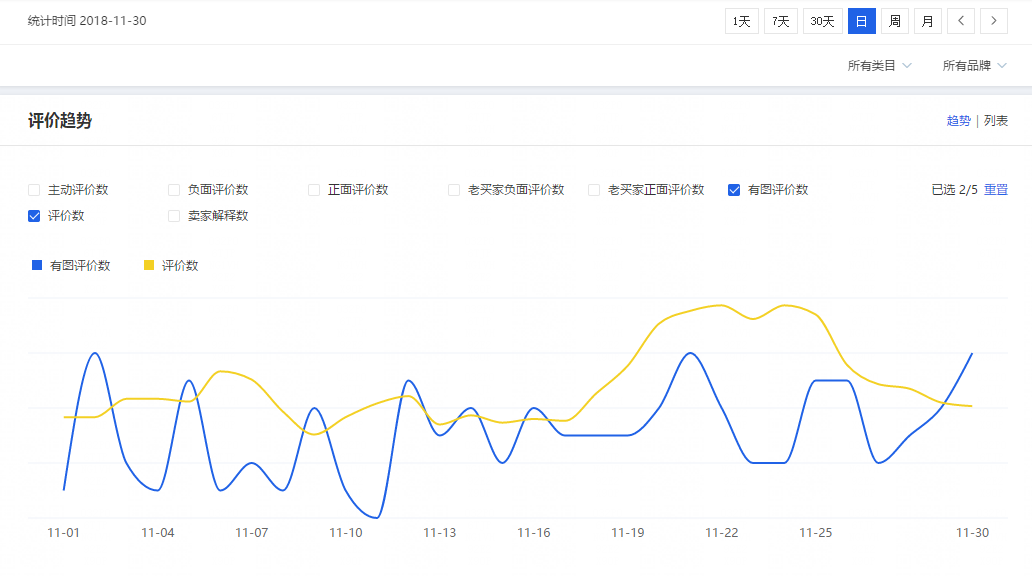 统计时间 2018-11-30 1天 7天 30天 日 周 月
所有类目 所有品牌
评价趋势 趋势 | 列表
主动评价数 负面评价数 正面评价数 老买家负面评价数 老买家正面评价数 有图评价数 已选 2/5 重置
评价数 卖家解释数
有图评价数 评价数
11-01 11-04 11-07 11-10 11-13 11-16 11-19 11-22 11-25 11-30